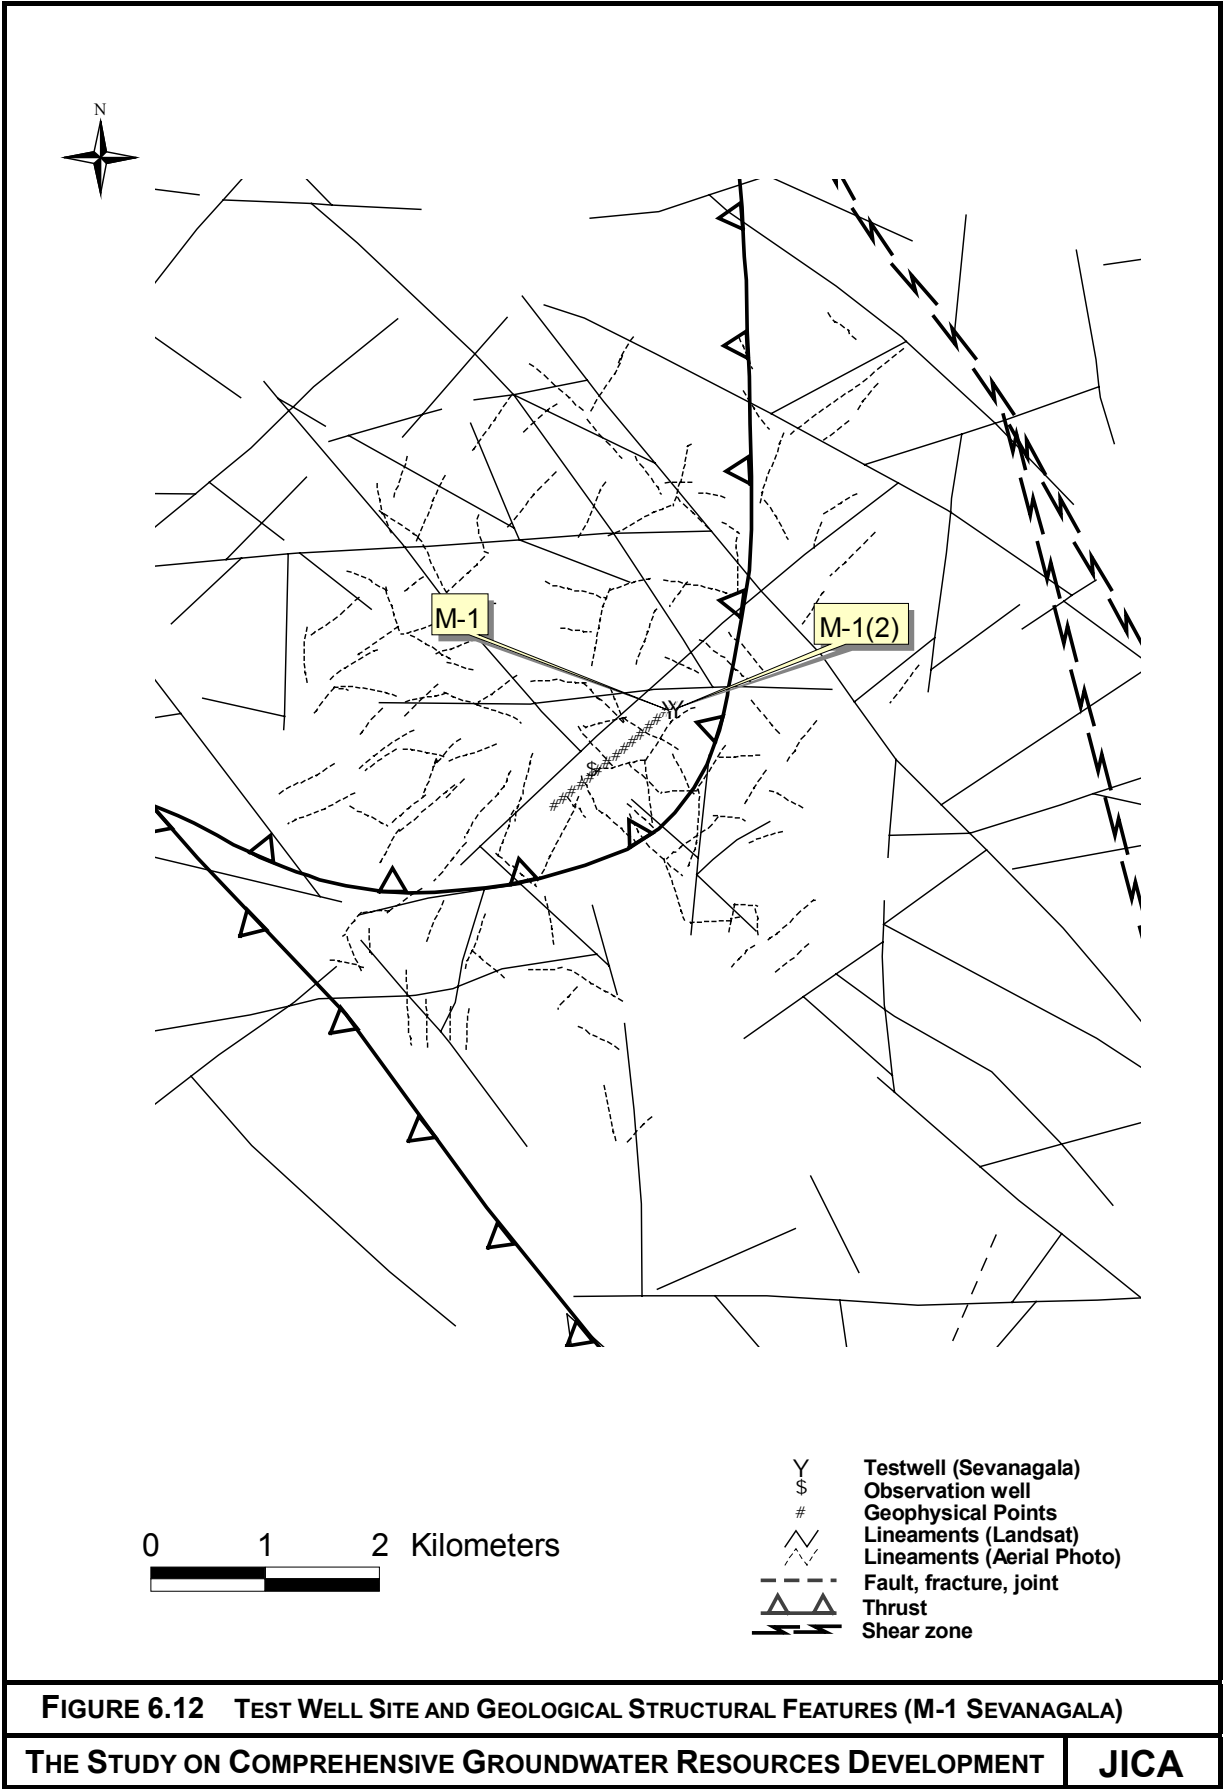 N
M-1
M-1(2)
YY
$
Y Testwell (Sevanagala)
$ Observation well
# Geophysical Points
Lineaments (Landsat)
Lineaments (Aerial Photo)
Fault, fracture, joint
Thrust
Shear zone
0 1 2 Kilometers
FIGURE 6.12 TEST WELL SITE AND GEOLOGICAL STRUCTURAL FEATURES (M-1 SEVANAGALA)
THE STUDY ON COMPREHENSIVE GROUNDWATER RESOURCES DEVELOPMENT JICA